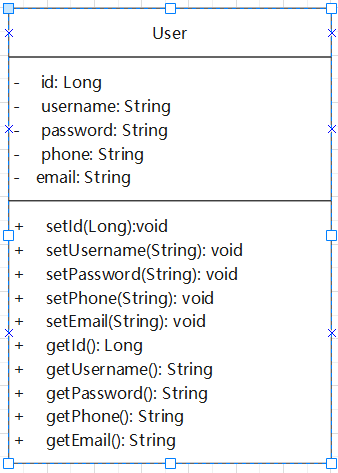 User
- id: Long
- username: String
- password: String
- phone: String
- email: String
+ setId(Long):void
+ setUsername(String): void
+ setPassword(String): void
+ setPhone(String): void
+ setEmail(String): void
+ getId(): Long
+ getUsername(): String
+ getPassword(): String
+ getPhone(): String
+ getEmail(): String